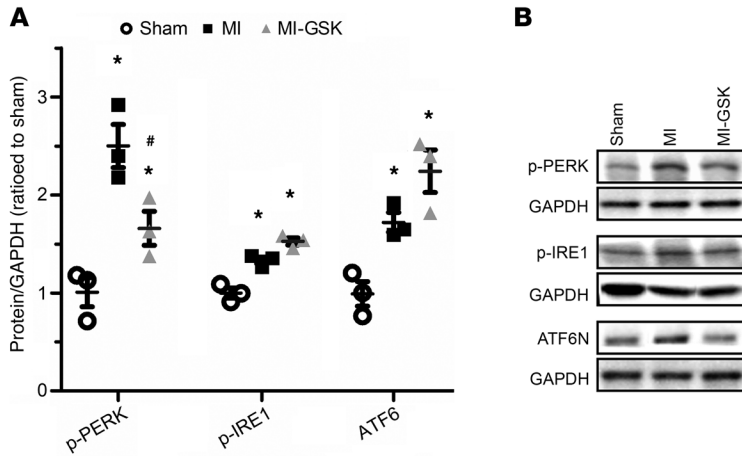 A
Sham MI MI-GSK
Protein/GAPDH (ratioed to sham)
3
2
1
0
*
*
#
*
*
*
*
p-PERK
p-IRE1
ATF6
B
Sham
MI
MI-GSK
p-PERK
GAPDH
p-IRE1
GAPDH
ATF6N
GAPDH